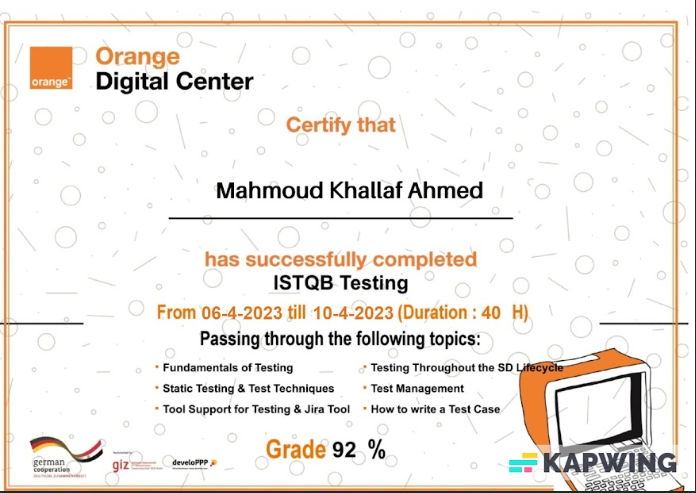 orange™
Orange
Digital Center
Certify that
Mahmoud Khallaf Ahmed
has successfully completed
ISTQB Testing
From 06-4-2023 till 10-4-2023 (Duration : 40 H)
Passing through the following topics:
• Fundamentals of Testing
• Testing Throughout the SD Lifecycle
• Static Testing & Test Techniques
• Test Management
• Tool Support for Testing & Jira Tool
• How to write a Test Case
Grade 92 %
german
cooperation
giz
develoPPP
KAPWING